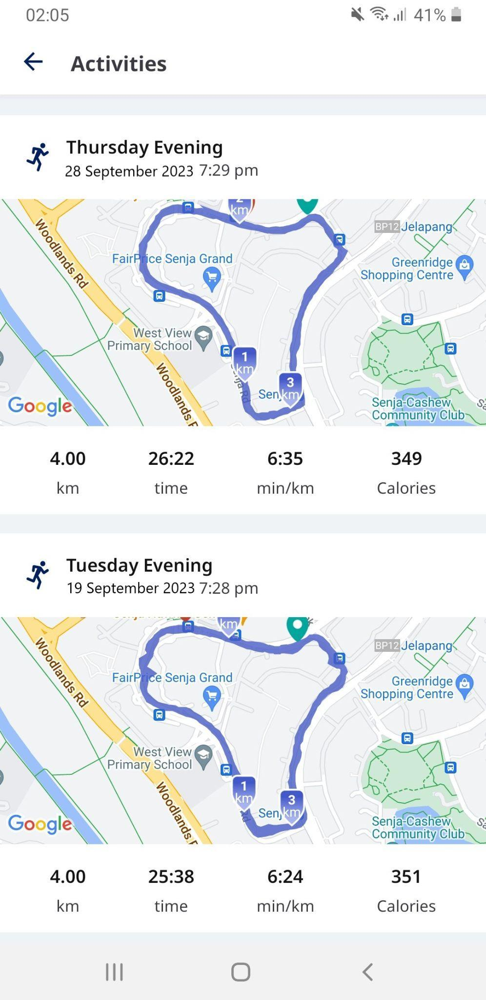 02:05
41%
Activities
Thursday Evening
28 September 2023 7:29 pm
2
km
BP12 Jelapang
Woodlands Rd
FairPrice Senja Grand
Greenridge
Shopping Centre
West View
Primary School
1
km
Woodlands
3
km
Senja-Cashew
Community Club
Google
4.00
26:22
6:35
349
km
time
min/km
Calories
Tuesday Evening
19 September 2023 7:28 pm
km
BP12 Jelapang
Woodlands Rd
FairPrice Senja Grand
Greenridge
Shopping Centre
West View
Primary School
1
km
Woodlands
3
km
Senja-Cashew
Community Club
Google
4.00
25:38
6:24
351
km
time
min/km
Calories